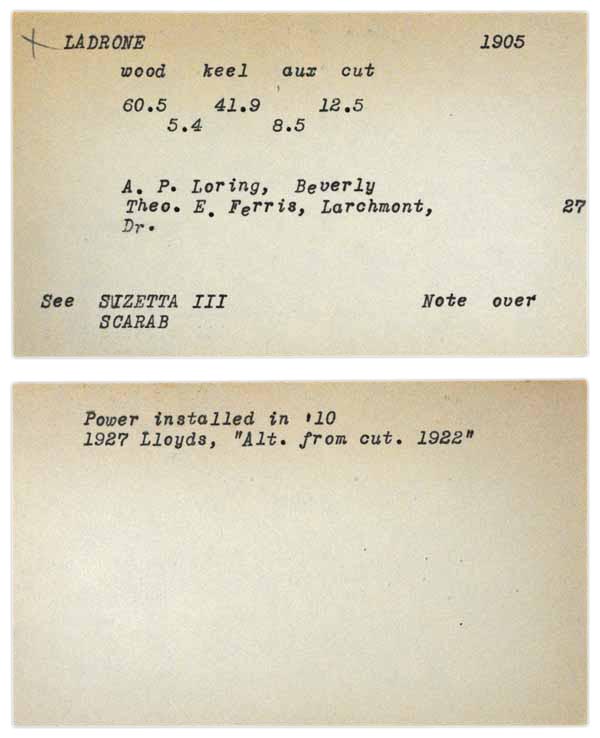 LADRONE 1905
wood keel aux cut
60.5 41.9 12.5
5.4 8.5
A. P. Loring, Beverly
Theo. E. Ferris, Larchmont, 27
Dr.
See SUZETTA III Note over
SCARAB
Power installed in '10
1927 Lloyds, "Alt. from cut. 1922"